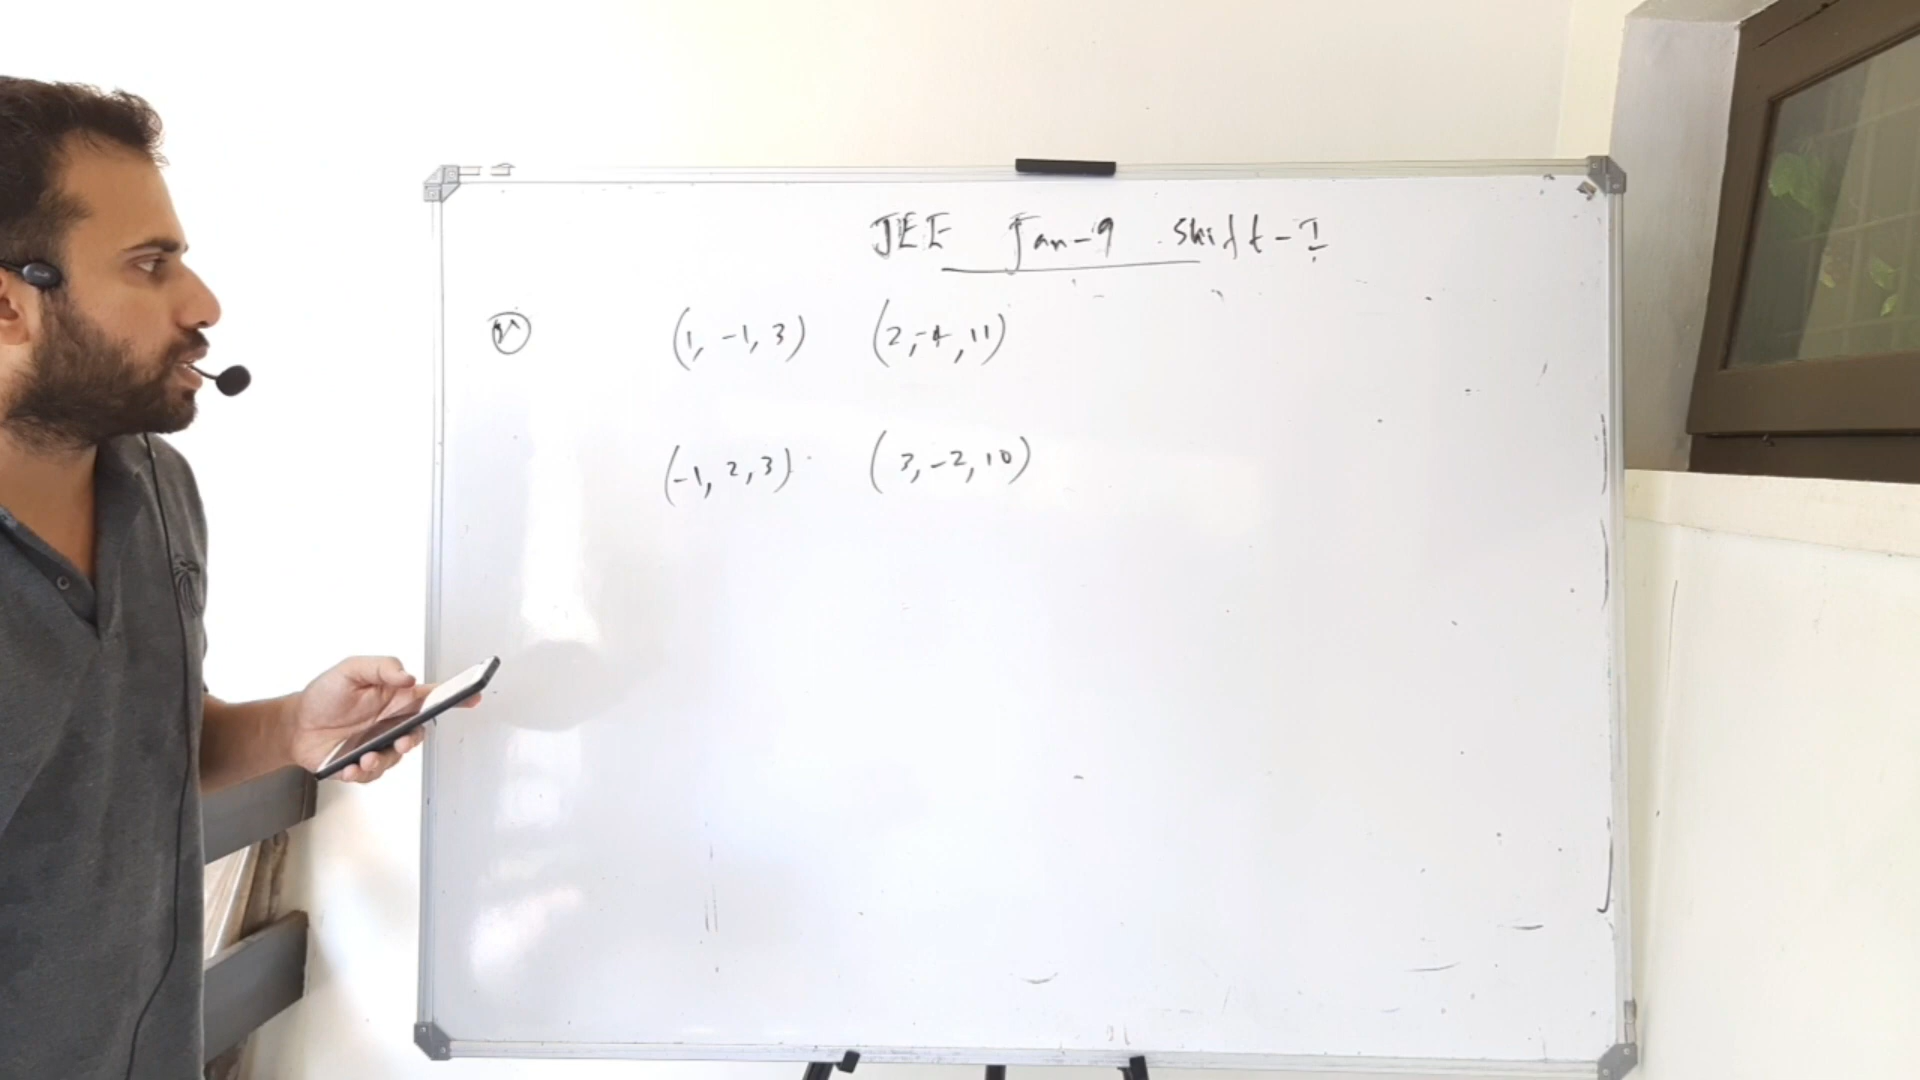 JEE Jan-9 Shift-I
(1, -1, 3) (2, -4, 11)
(-1, 2, 3) (3, -2, 10)